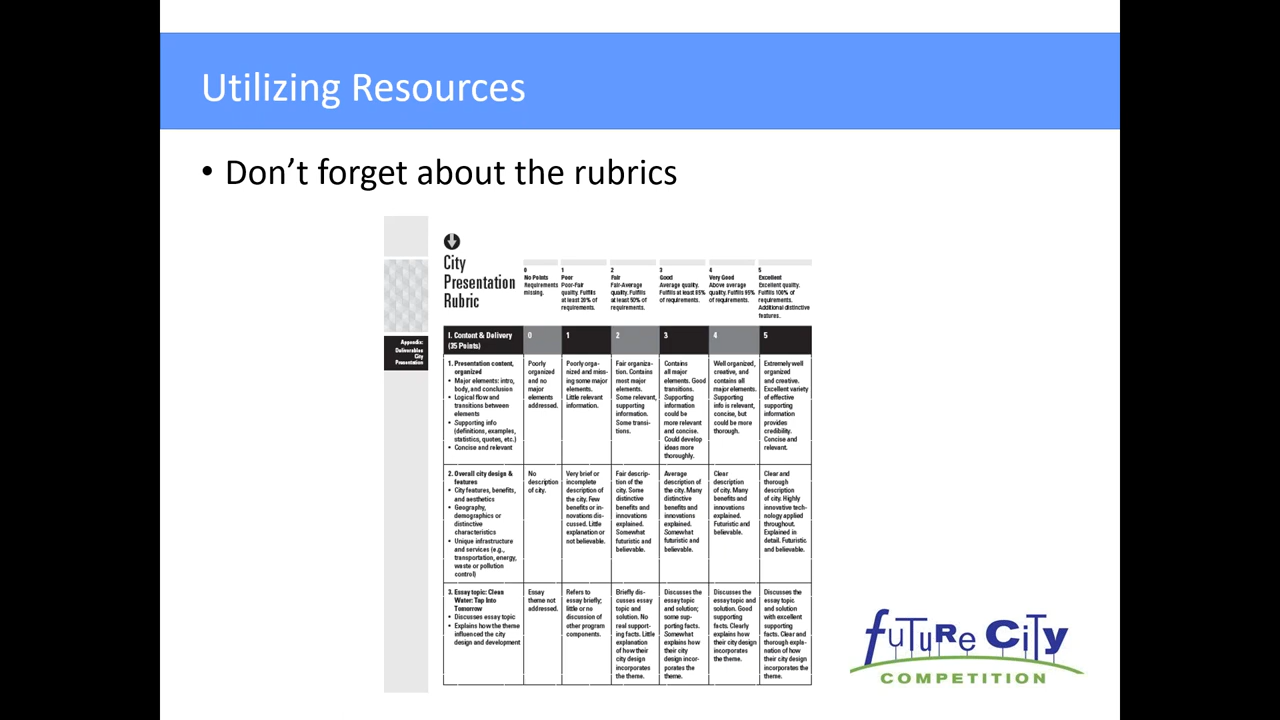 Utilizing Resources
• Don't forget about the rubrics
City
Presentation
Rubric
0
No Points
Requirements
missing.
1
Poor
Poor-Fair
quality. Fulfills
at least 20% of
requirements.
2
Fair
Fair-Average
quality. Fulfills
at least 50% of
requirements.
3
Good
Average quality.
Fulfills at least 85%
of requirements.
4
Very Good
Above average
quality. Fulfills 95%
of requirements.
5
Excellent
Excellent quality.
Fulfills 100% of
requirements.
Additional distinctive
features.
Appendix:
Deliverables
City
Presentation
I. Content & Delivery
(35 Points)
0
1
2
3
4
5
1. Presentation content,
organized
• Major elements: intro,
body, and conclusion
• Logical flow and
transitions between
elements
• Supporting info
(definitions, examples,
statistics, quotes, etc.)
• Concise and relevant
Poorly
organized
and no
major
elements
addressed.
Poorly orga-
nized and miss-
ing some major
elements.
Little relevant
information.
Fair organiza-
tion. Contains
most major
elements.
Some relevant,
supporting
information.
Some transi-
tions.
Contains
all major
elements. Good
transitions.
Supporting
information
could be
more relevant
and concise.
Could develop
ideas more
thoroughly.
Well organized,
creative, and
contains all
major elements.
Supporting
info is relevant,
concise, but
could be more
thorough.
Extremely well
organized
and creative.
Excellent variety
of effective
supporting
information
provides
credibility.
Concise and
relevant.
2. Overall city design &
features
• City features, benefits,
and aesthetics
• Geography,
demographics or
distinctive
characteristics
• Unique infrastructure
and services (e.g.,
transportation, energy,
waste or pollution
control)
No
description
of city.
Very brief or
incomplete
description of
the city. Few
benefits or in-
novations dis-
cussed. Little
explanation or
not believable.
Fair descrip-
tion of the
city. Some
distinctive
benefits and
innovations
explained.
Somewhat
futuristic and
believable.
Average
description of
the city. Many
distinctive
benefits and
innovations
explained.
Somewhat
futuristic and
believable.
Clear
description
of city. Many
benefits and
innovations
explained.
Futuristic and
believable.
Clear and
thorough
description
of city. Highly
innovative tech-
nology applied
throughout.
Explained in
detail. Futuristic
and believable.
3. Essay topic: Clean
Water: Tap Into
Tomorrow
• Discusses essay topic
• Explains how the theme
influenced the city
design and development
Essay
theme not
addressed.
Refers to
essay briefly;
little or no
discussion of
other program
components.
Briefly dis-
cusses essay
topic and
solution. No
real support-
ing facts. Little
explanation
of how their
city design
incorporates
the theme.
Discusses the
essay topic
and solution;
some sup-
porting facts.
Somewhat
explains how
their city
design incor-
porates the
theme.
Discusses the
essay topic and
solution. Good
supporting
facts. Clearly
explains how
their city design
incorporates
the theme.
Discusses the
essay topic
and solution
with excellent
supporting
facts. Clear and
thorough expla-
nation of how
their city design
incorporates the
theme.
FuTuRe CiTy
COMPETITION